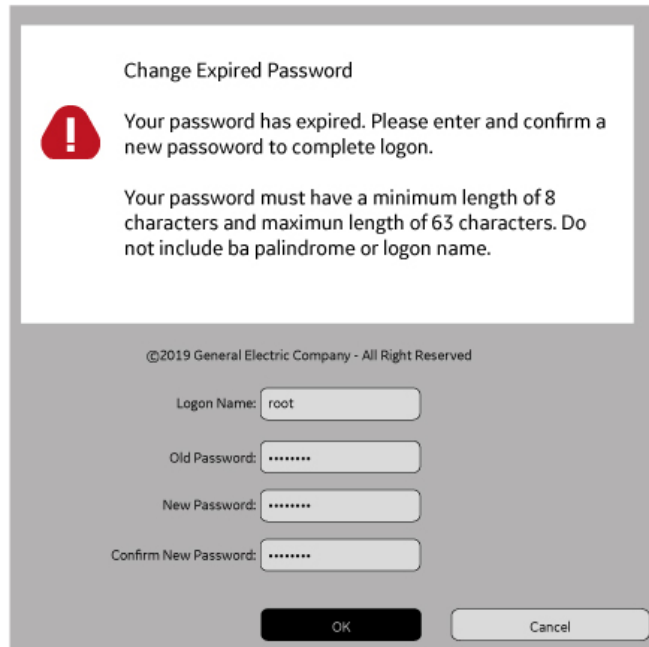 Change Expired Password
Your password has expired. Please enter and confirm a
new passoword to complete logon.
Your password must have a minimum length of 8
characters and maximun length of 63 characters. Do
not include ba palindrome or logon name.
©2019 General Electric Company - All Right Reserved
Logon Name: root
Old Password: ••••••••
New Password: ••••••••
Confirm New Password: ••••••••
OK Cancel